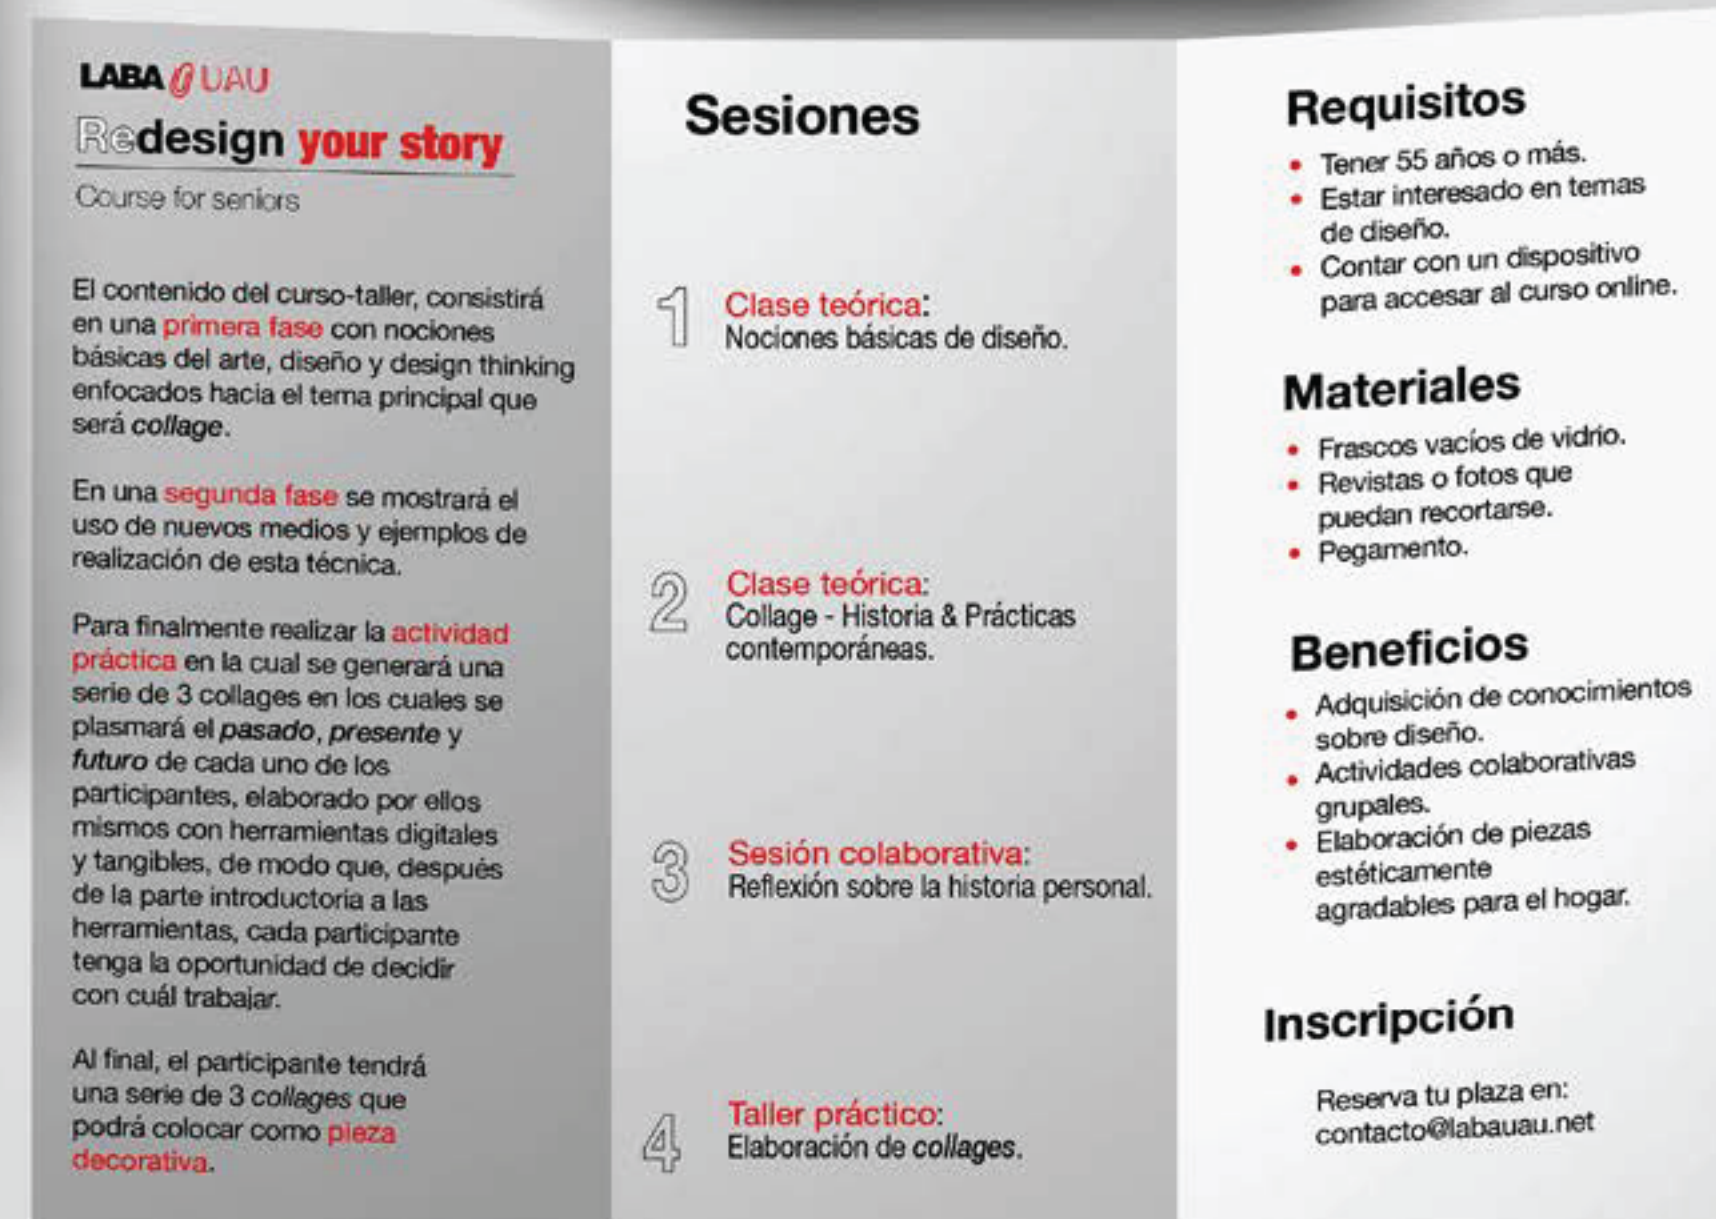 LABA UAU
Redesign your story
Course for seniors
El contenido del curso-taller, consistirá
en una primera fase con nociones
básicas del arte, diseño y design thinking
enfocados hacia el tema principal que
será collage.
En una segunda fase se mostrará el
uso de nuevos medios y ejemplos de
realización de esta técnica.
Para finalmente realizar la actividad
práctica en la cual se generará una
serie de 3 collages en los cuales se
plasmará el pasado, presente y
futuro de cada uno de los
participantes, elaborado por ellos
mismos con herramientas digitales
y tangibles, de modo que, después
de la parte introductoria a las
herramientas, cada participante
tenga la oportunidad de decidir
con cuál trabajar.
Al final, el participante tendrá
una serie de 3 collages que
podrá colocar como pieza
decorativa.
Sesiones
1 Clase teórica:
Nociones básicas de diseño.
2 Clase teórica:
Collage - Historia & Prácticas
contemporáneas.
3 Sesión colaborativa:
Reflexión sobre la historia personal.
4 Taller práctico:
Elaboración de collages.
Requisitos
• Tener 55 años o más.
• Estar interesado en temas
de diseño.
• Contar con un dispositivo
para accesar al curso online.
Materiales
• Frascos vacíos de vidrio.
• Revistas o fotos que
puedan recortarse.
• Pegamento.
Beneficios
• Adquisición de conocimientos
sobre diseño.
• Actividades colaborativas
grupales.
• Elaboración de piezas
estéticamente
agradables para el hogar.
Inscripción
Reserva tu plaza en:
contacto@labauau.net